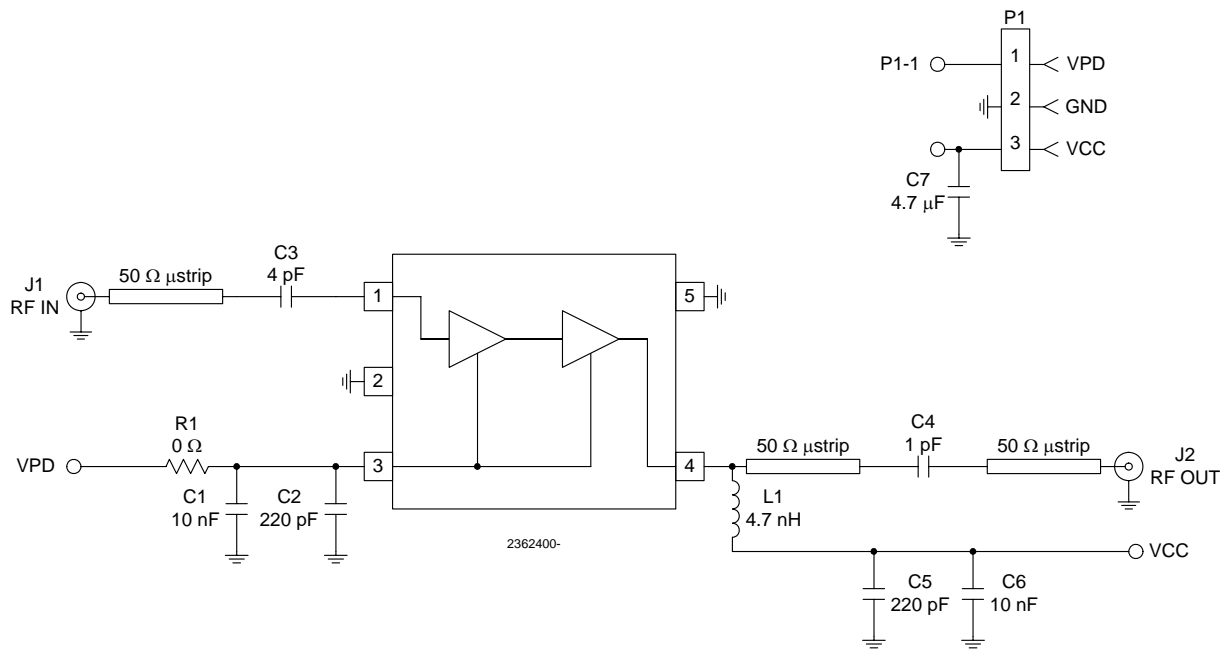 P1
P1-1
1
VPD
2
GND
3
VCC
C7
4.7 μF
C3
4 pF
J1
RF IN
50 Ω μstrip
1
5
2
R1
0 Ω
VPD
3
C1
10 nF
C2
220 pF
4
50 Ω μstrip
C4
1 pF
50 Ω μstrip
J2
RF OUT
L1
4.7 nH
2362400-
VCC
C5
220 pF
C6
10 nF